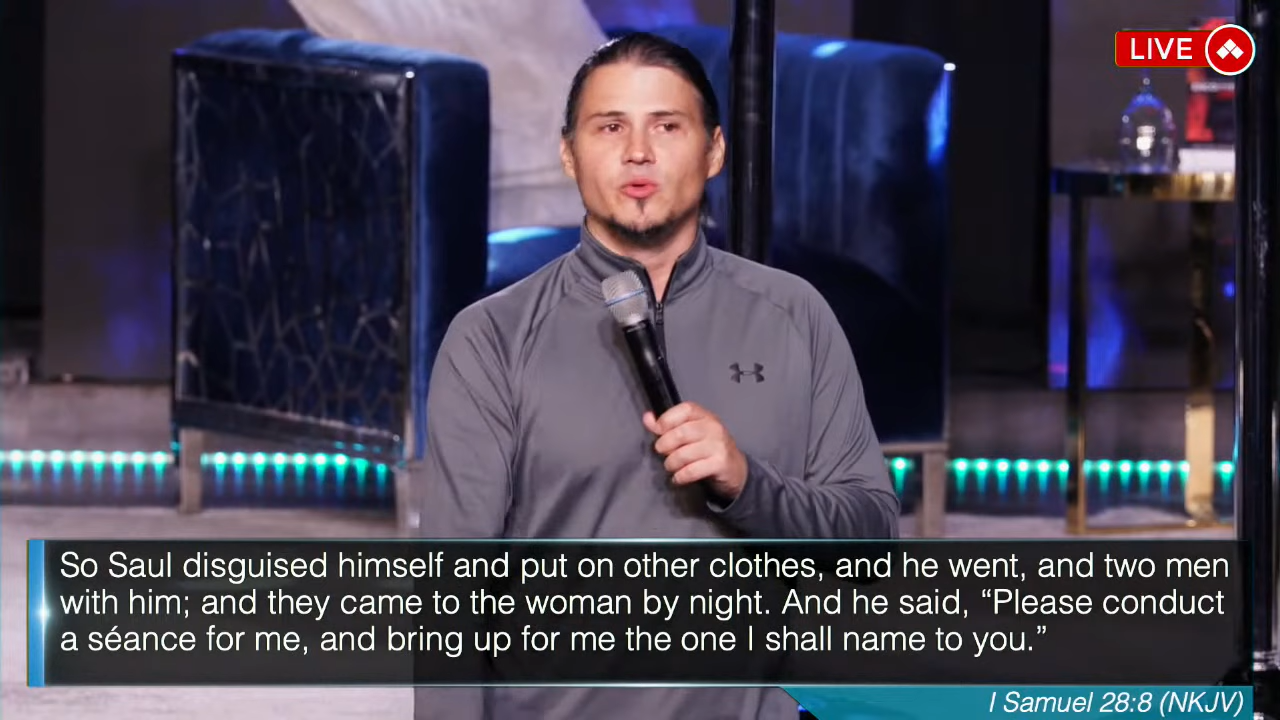 LIVE
So Saul disguised himself and put on other clothes, and he went, and two men
with him; and they came to the woman by night. And he said, “Please conduct
a séance for me, and bring up for me the one I shall name to you.”
I Samuel 28:8 (NKJV)